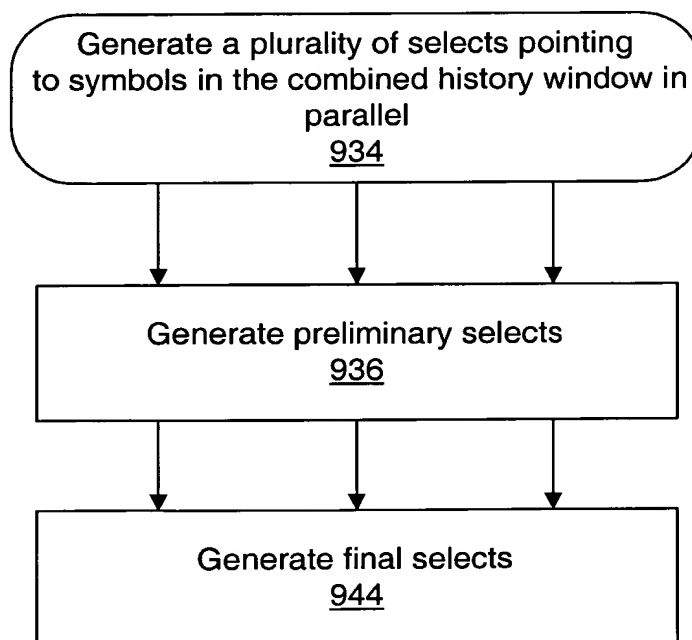 Generate a plurality of selects pointing
to symbols in the combined history window in
parallel
934
Generate preliminary selects
936
Generate final selects
944